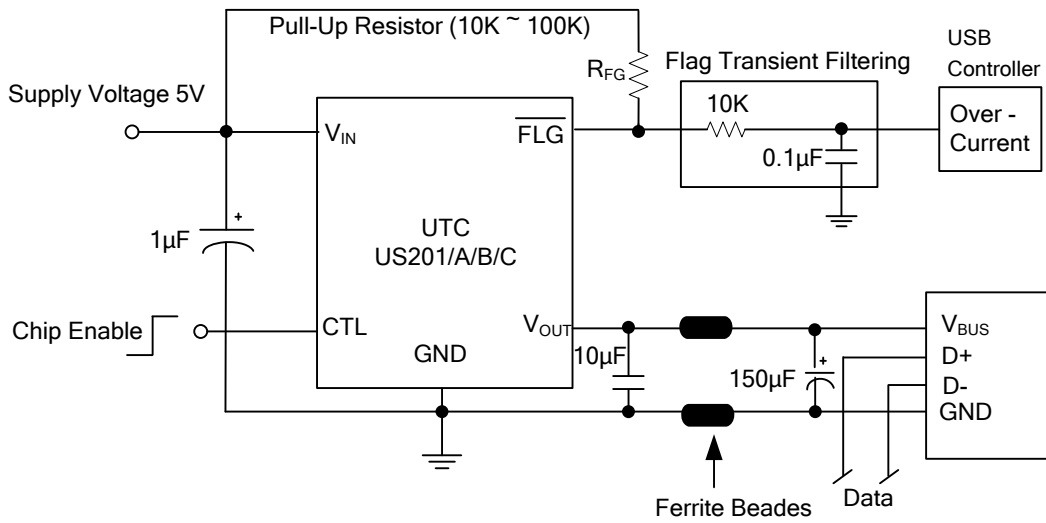 Pull-Up Resistor (10K ~ 100K)
USB
Controller
RFG
Flag Transient Filtering
Supply Voltage 5V
10K
Over -
Current
VIN
FLG
0.1µF
+
1µF
UTC
US201/A/B/C
Chip Enable
CTL
VOUT
VBUS
GND
10µF
+
150µF
D+
D-
GND
Data
Ferrite Beades